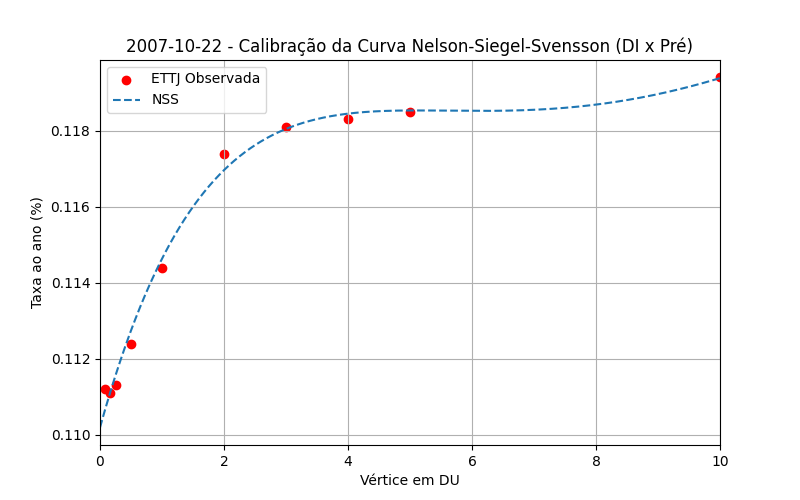 2007-10-22 - Calibração da Curva Nelson-Siegel-Svensson (DI x Pré)
ETTJ Observada
NSS
Taxa ao ano (%)
0.118
0.116
0.114
0.112
0.110
0 2 4 6 8 10
Vértice em DU